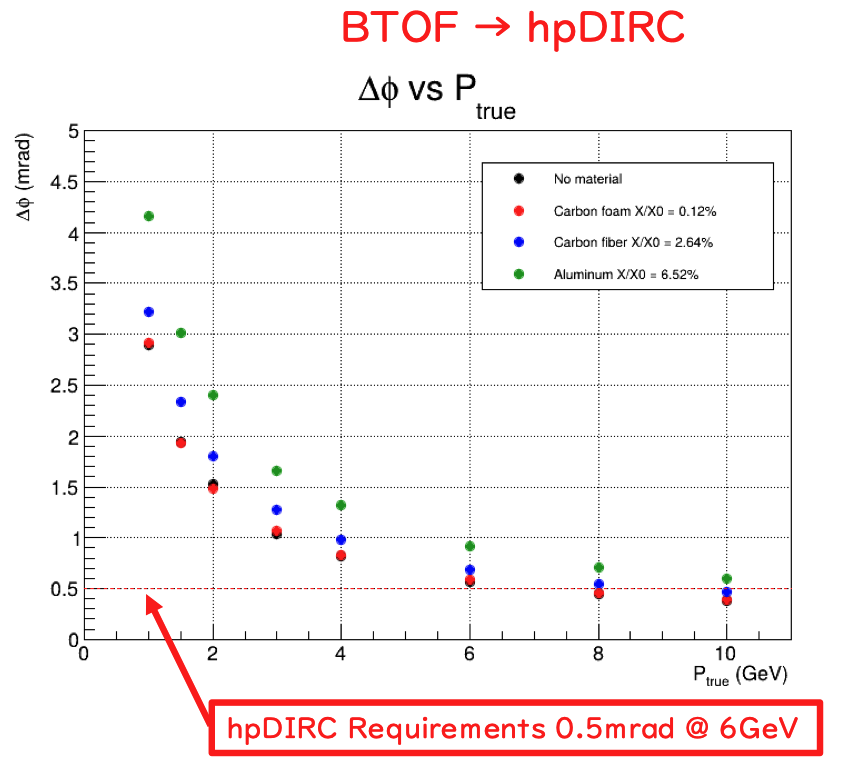 BTOF → hpDIRC
Δϕ vs P_true
Δϕ (mrad)
5
4.5
4
3.5
3
2.5
2
1.5
1
0.5
0
No material
Carbon foam X/X0 = 0.12%
Carbon fiber X/X0 = 2.64%
Aluminum X/X0 = 6.52%
0 2 4 6 8 10
P_true (GeV)
hpDIRC Requirements 0.5mrad @ 6GeV